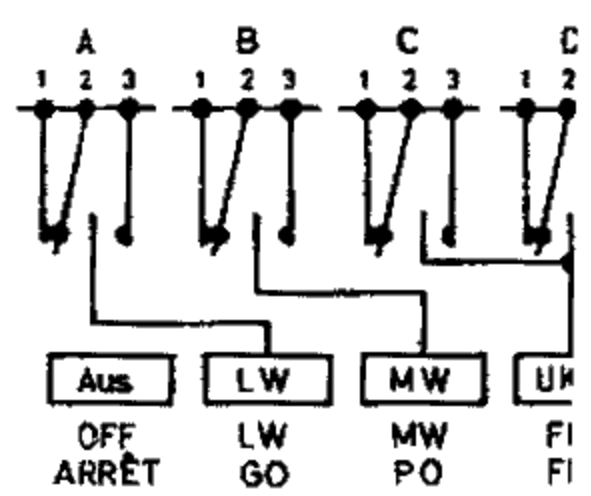 A B C
1 2 3 1 2 3 1 2 3 1 2
Aus LW MW
OFF LW MW
ARRÊT GO PO